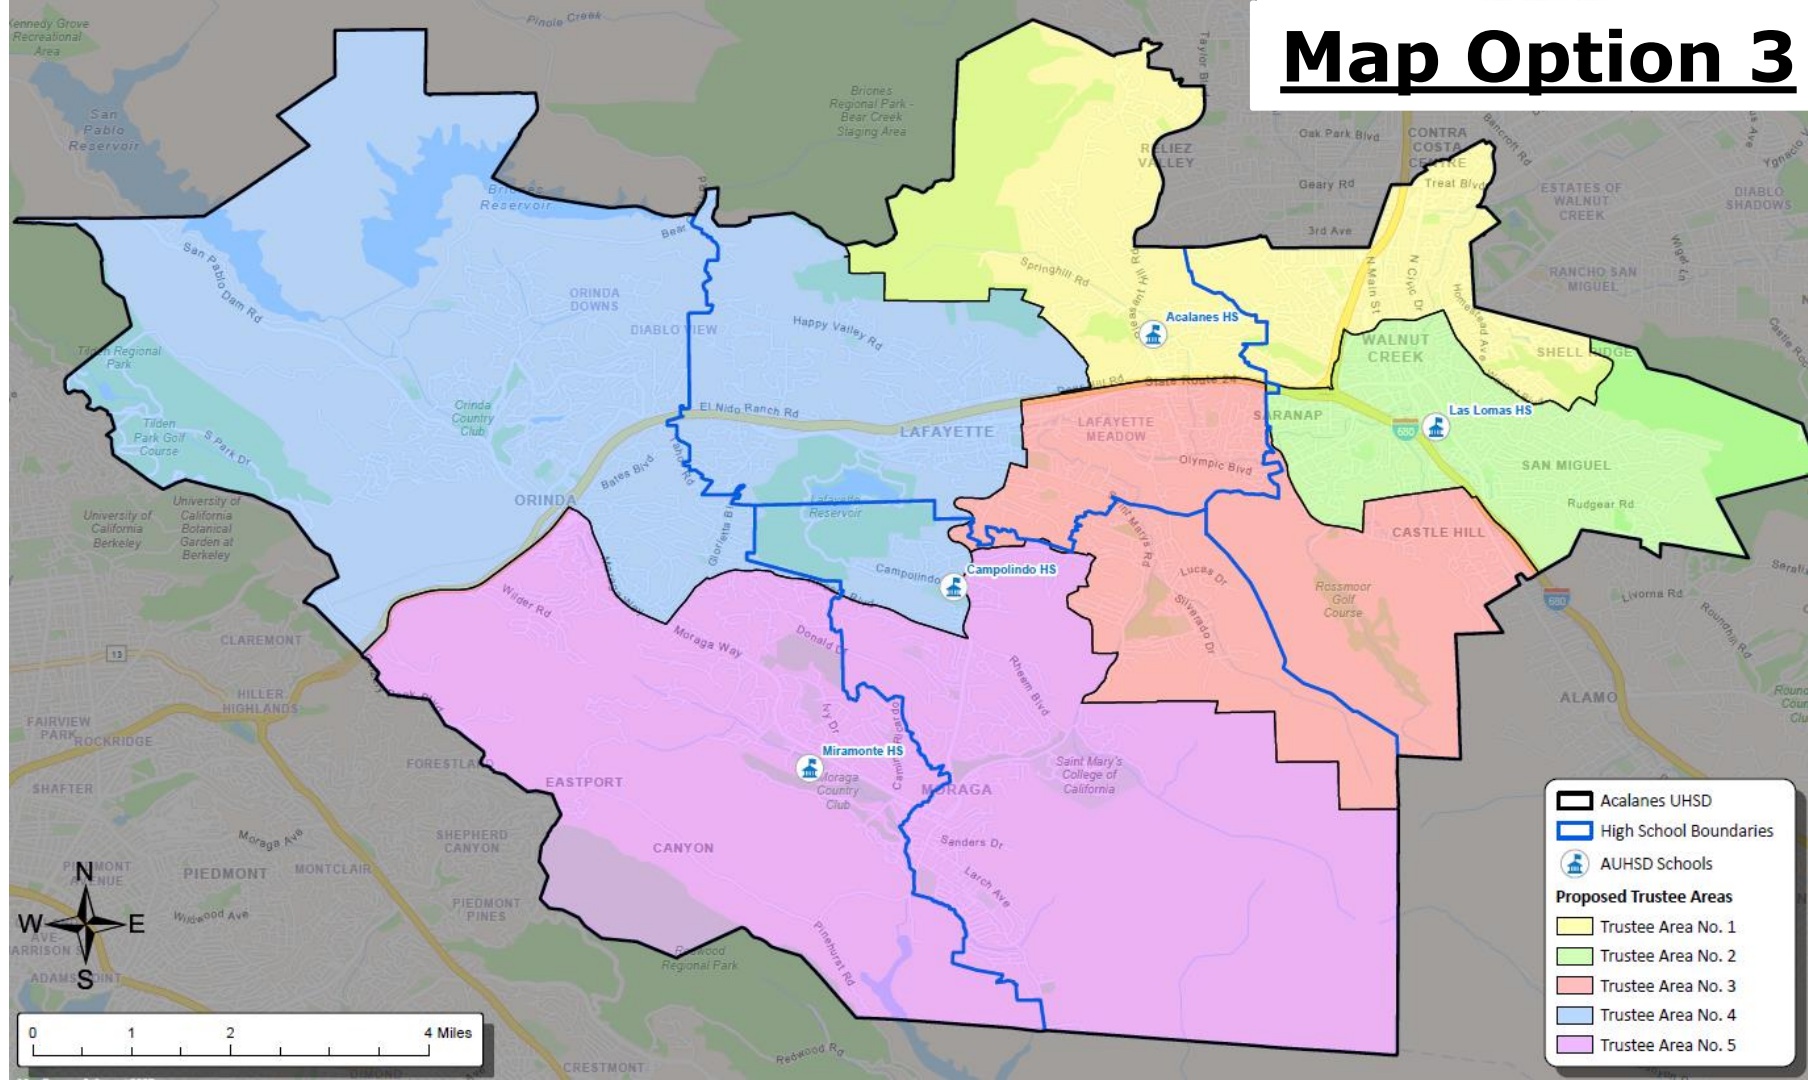 Map Option 3
Kennedy Grove
Recreational
Area
Pinole Creek
San
Pablo
Reservoir
Briones
Regional Park -
Bear Creek
Staging Area
RELIEZ
VALLEY
Oak Park Blvd
CONTRA
COSTA
CENTRE
Bancroft Rd
Geary Rd
Treat Blvd
3rd Ave
ESTATES OF
WALNUT
CREEK
DIABLO
SHADOWS
Briones
Reservoir
Bear
San Pablo Dam Rd
ORINDA
DOWNS
DIABLO VIEW
Happy Valley Rd
Springhill Rd
Pleasant Hill Rd
N Main St
N Civic Dr
Homestead Ave
Wiget Ln
RANCHO SAN
MIGUEL
Acalanes HS
WALNUT
CREEK
SHELL RIDGE
Tilden Regional
Park
Tilden
Park Golf
Course
S Park Dr
Orinda
Country
Club
El Nido Ranch Rd
LAFAYETTE
State Route 24
LAFAYETTE
MEADOW
SARANAP
Las Lomas HS
680
Olympic Blvd
SAN MIGUEL
Rudgear Rd
Bates Blvd
ORINDA
Lafayette
Reservoir
University of
California
Berkeley
University of
California
Botanical
Garden at
Berkeley
CASTLE HILL
Campolindo
Campolindo HS
Lucas Dr
Silverado Dr
Rossmoor
Golf
Course
680
Livorna Rd
Roundhill Rd
Wilder Rd
Moraga Way
Donald Dr
Rheem Blvd
CLAREMONT
13
HILLER
HIGHLANDS
FAIRVIEW
PARK
ROCKRIDGE
ALAMO
Ivy Dr
Miramonte HS
Moraga
Country
Club
MORAGA
Saint Mary's
College of
California
FORESTLAND
EASTPORT
SHAFTER
Moraga Ave
SHEPHERD
CANYON
CANYON
Sanders Dr
Larch Ave
PIEDMONT
AVENUE
PIEDMONT
MONTCLAIR
PIEDMONT
PINES
Wildwood Ave
Redwood
Regional Park
Pinehurst Rd
Redwood Rd
CRESTMONT
N
W
E
S
0 1 2 4 Miles
Acalanes UHSD
High School Boundaries
AUHSD Schools
Proposed Trustee Areas
Trustee Area No. 1
Trustee Area No. 2
Trustee Area No. 3
Trustee Area No. 4
Trustee Area No. 5